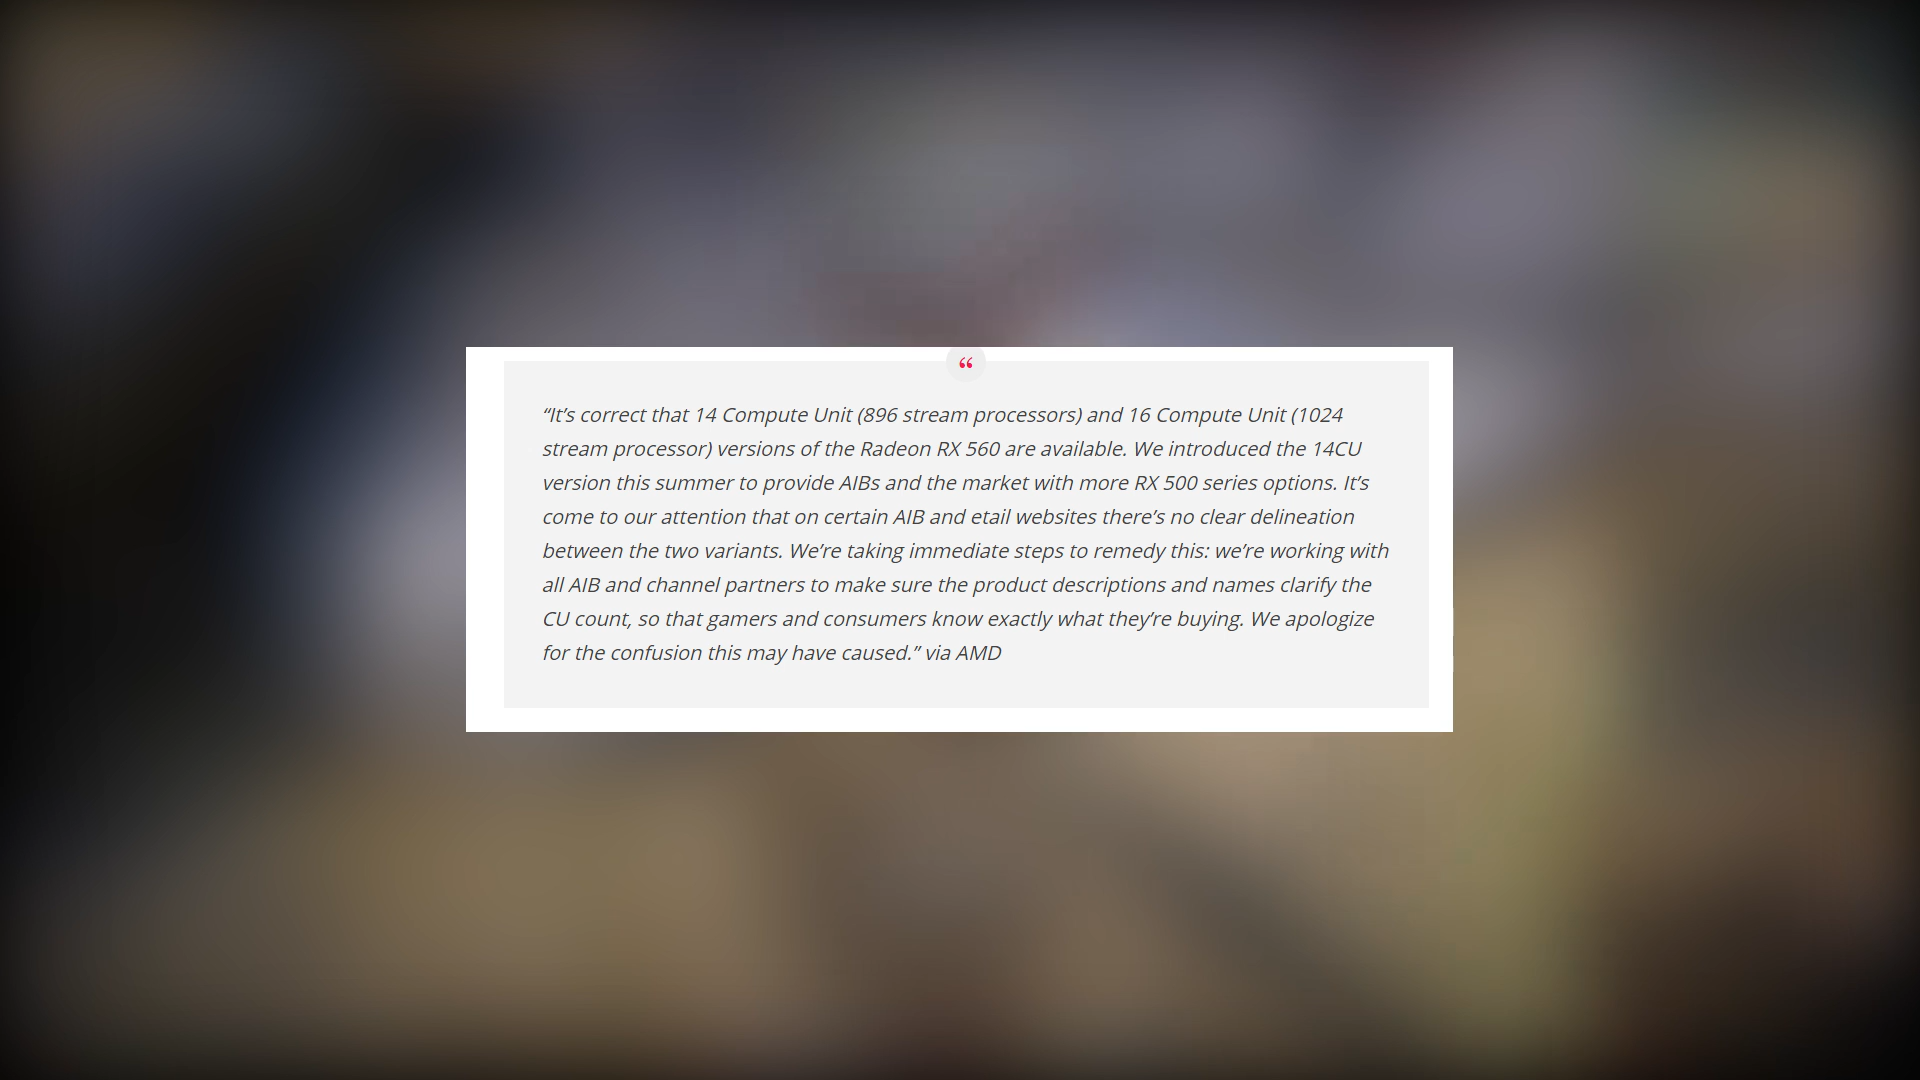 “
“It’s correct that 14 Compute Unit (896 stream processors) and 16 Compute Unit (1024
stream processor) versions of the Radeon RX 560 are available. We introduced the 14CU
version this summer to provide AIBs and the market with more RX 500 series options. It’s
come to our attention that on certain AIB and etail websites there’s no clear delineation
between the two variants. We’re taking immediate steps to remedy this: we’re working with
all AIB and channel partners to make sure the product descriptions and names clarify the
CU count, so that gamers and consumers know exactly what they’re buying. We apologize
for the confusion this may have caused.” via AMD